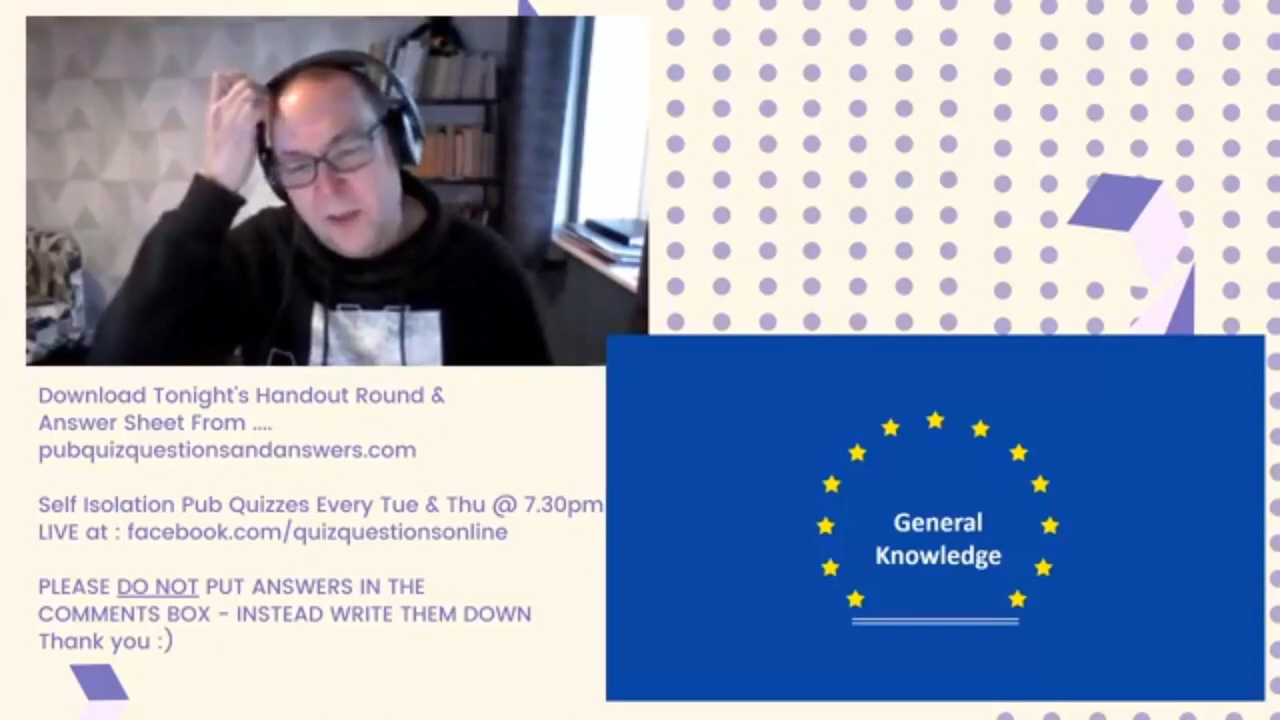 Download Tonight's Handout Round &
Answer Sheet From ....
pubquizquestionsandanswers.com
Self Isolation Pub Quizzes Every Tue & Thu @ 7.30pm
LIVE at : facebook.com/quizquestionsonline
PLEASE DO NOT PUT ANSWERS IN THE
COMMENTS BOX - INSTEAD WRITE THEM DOWN
Thank you :)
General
Knowledge